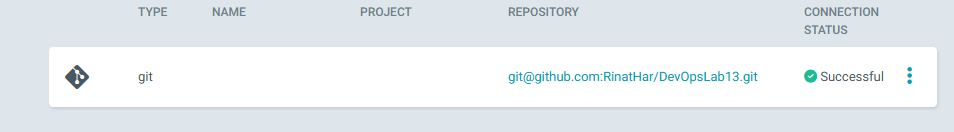 TYPE NAME PROJECT REPOSITORY CONNECTION STATUS
git git@github.com:RinatHar/DevOpsLab13.git Successful